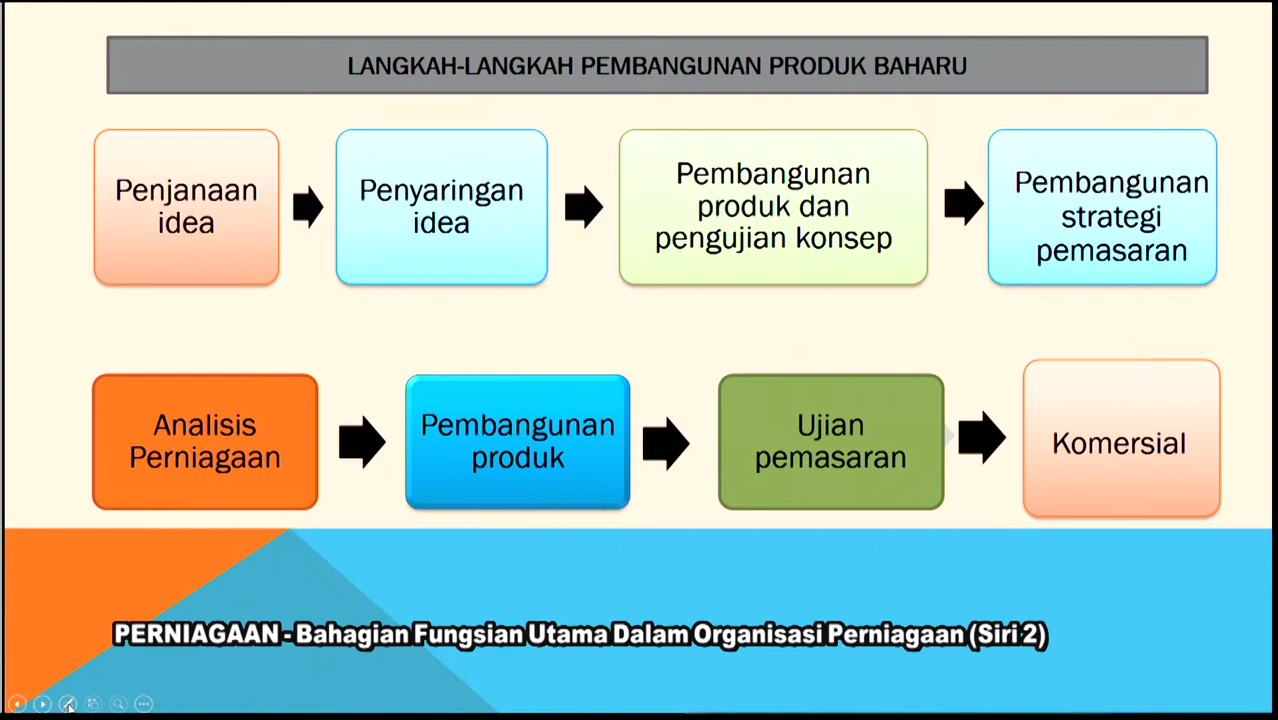 LANGKAH-LANGKAH PEMBANGUNAN PRODUK BAHARU
Penjanaan
idea
Penyaringan
idea
Pembangunan
produk dan
pengujian konsep
Pembangunan
strategi
pemasaran
Analisis
Perniagaan
Pembangunan
produk
Ujian
pemasaran
Komersial
PERNIAGAAN - Bahagian Fungsian Utama Dalam Organisasi Perniagaan (Siri 2)